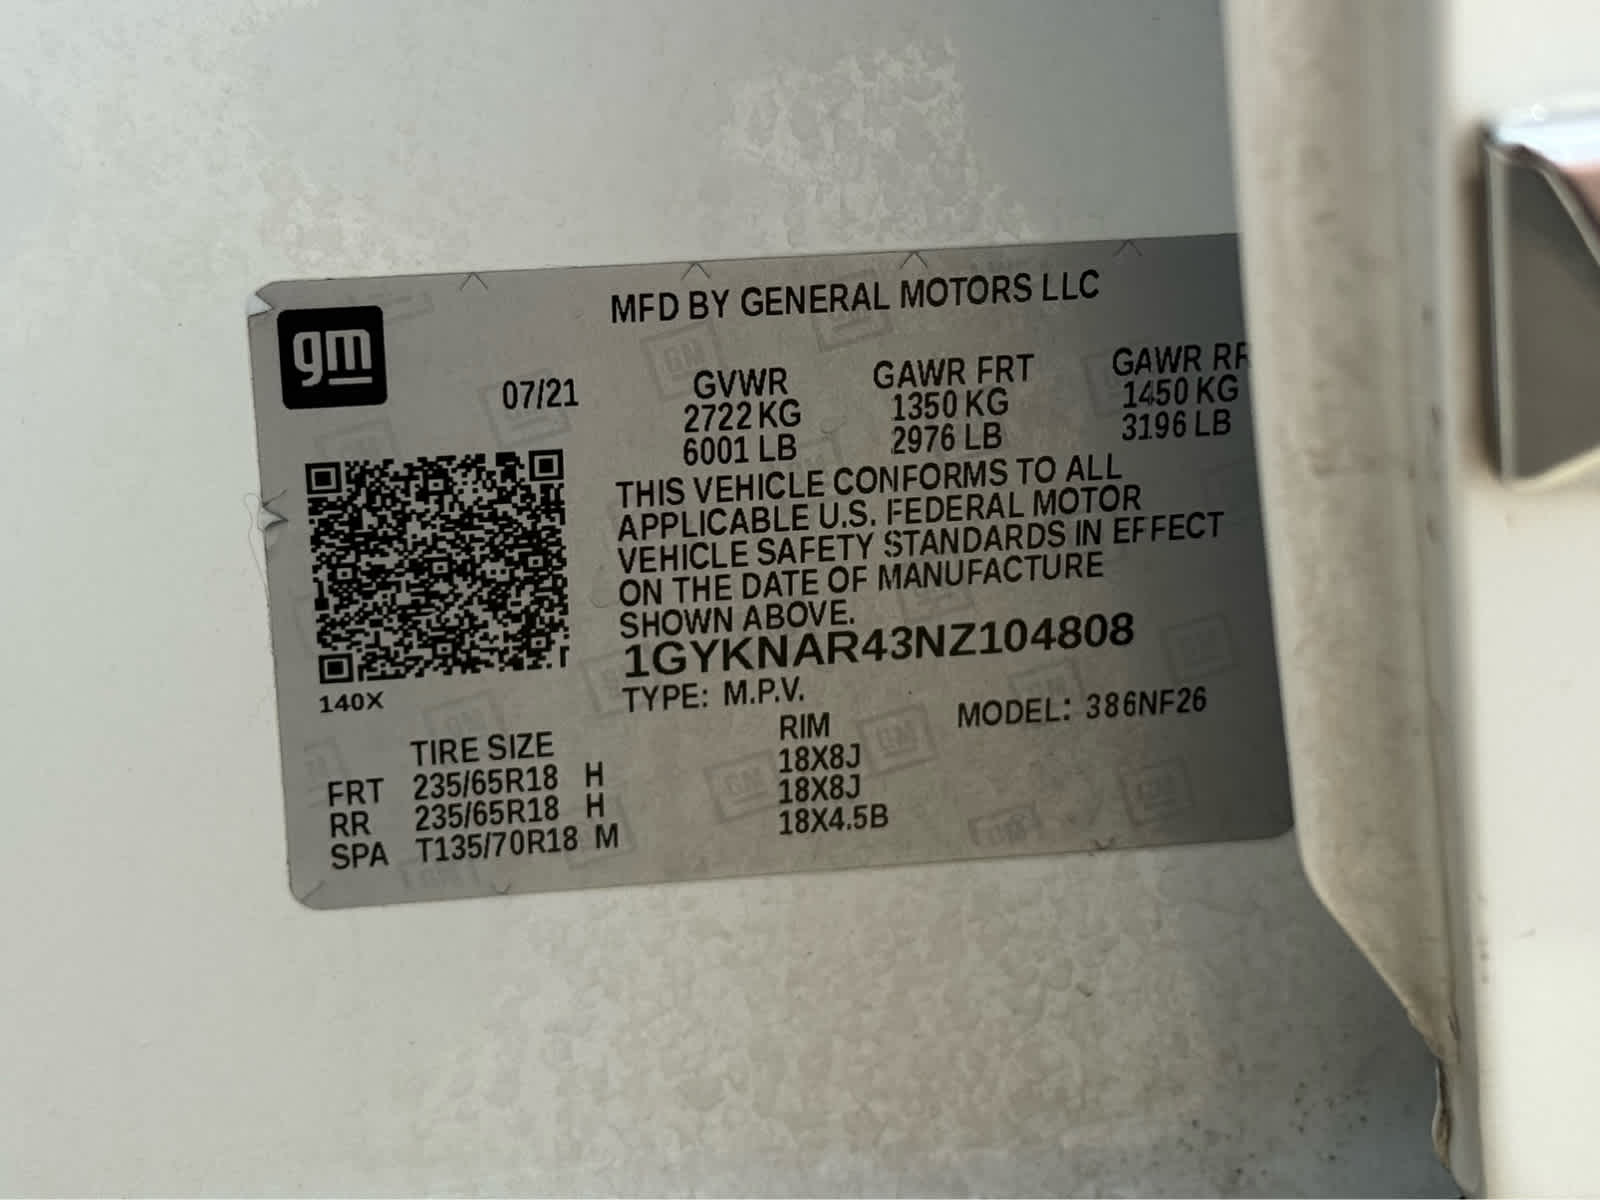 gm
MFD BY GENERAL MOTORS LLC
07/21 GVWR GAWR FRT GAWR RR
2722 KG 1350 KG 1450 KG
6001 LB 2976 LB 3196 LB
THIS VEHICLE CONFORMS TO ALL
APPLICABLE U.S. FEDERAL MOTOR
VEHICLE SAFETY STANDARDS IN EFFECT
ON THE DATE OF MANUFACTURE
SHOWN ABOVE.
1GYKNAR43NZ104808
140X
TYPE: M.P.V.
MODEL: 386NF26
TIRE SIZE RIM
FRT 235/65R18 H 18X8J
RR 235/65R18 H 18X8J
SPA T135/70R18 M 18X4.5B